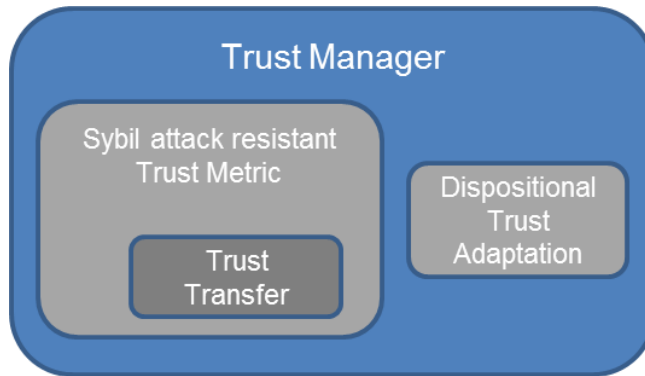 Trust Manager
Sybil attack resistant
Trust Metric
Trust
Transfer
Dispositional
Trust
Adaptation